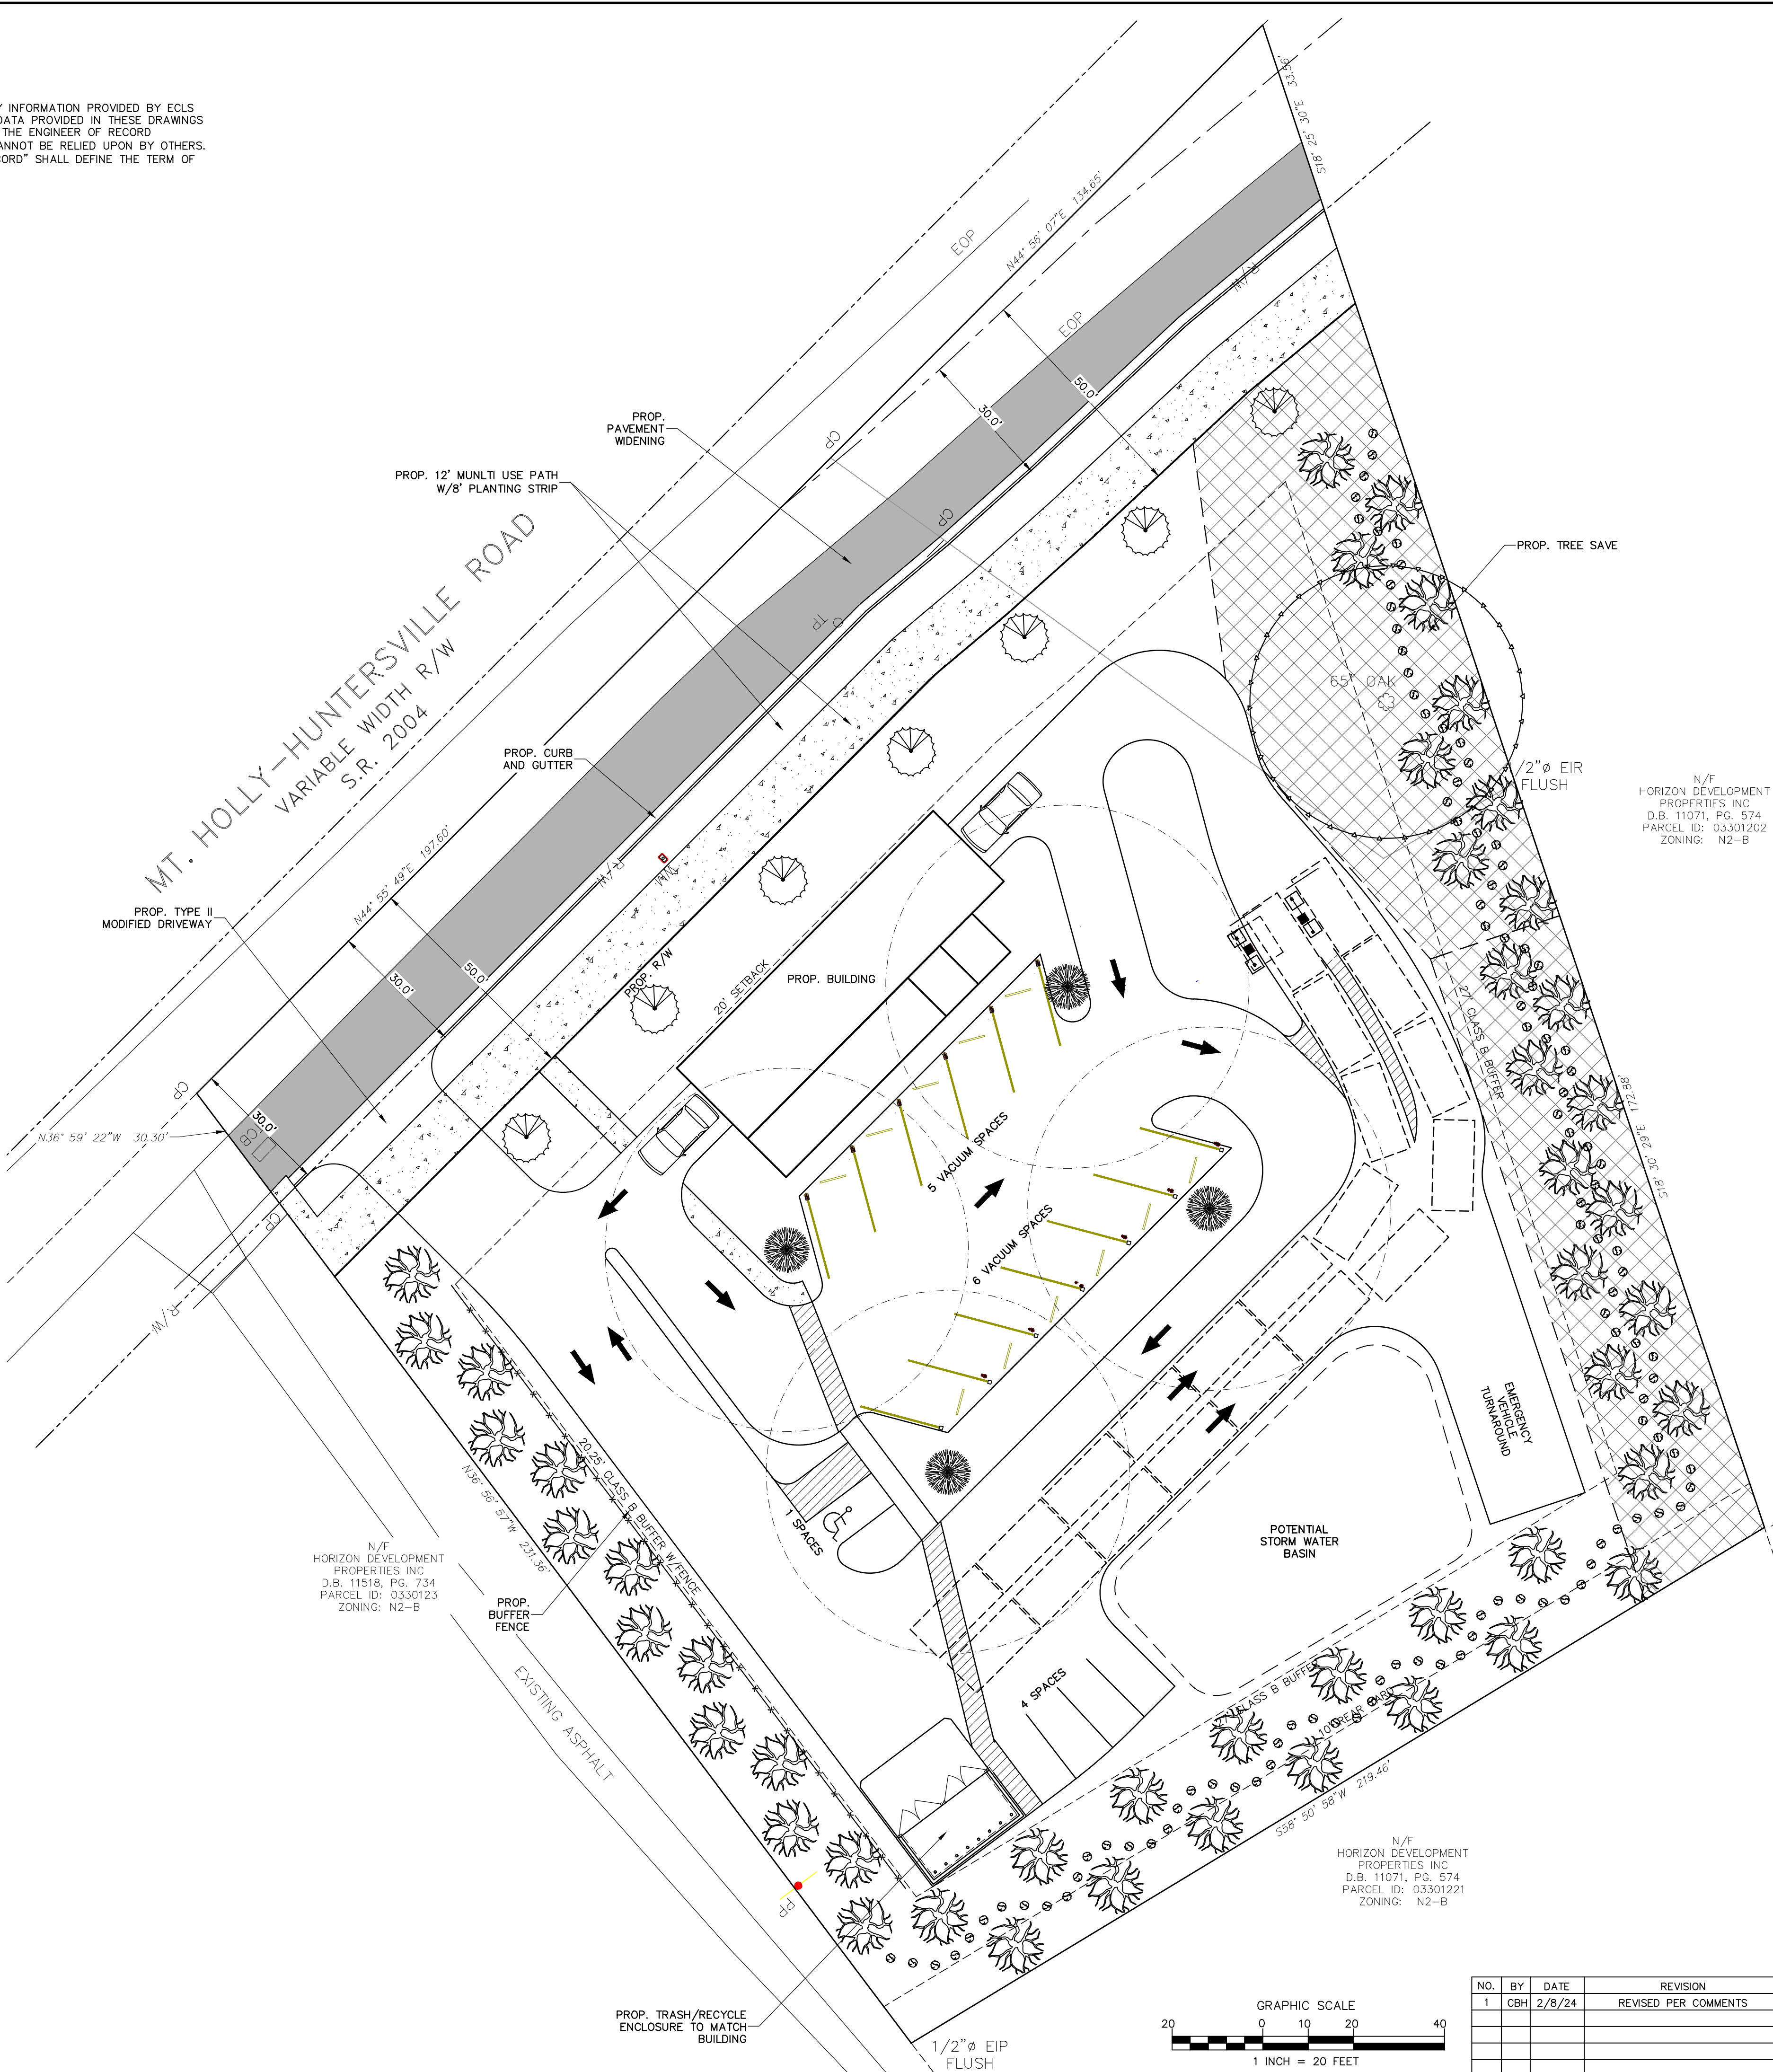 Y INFORMATION PROVIDED BY ECLS
DATA PROVIDED IN THESE DRAWINGS
THE ENGINEER OF RECORD
ANNOT BE RELIED UPON BY OTHERS.
CORD" SHALL DEFINE THE TERM OF
S18° 25' 30"E 33.56'
N44° 56' 07"E 134.65'
EOP
EOP
R/W
50.0'
30.0'
CP
CP
TP
PROP.
PAVEMENT
WIDENING
PROP. 12' MUNLTI USE PATH
W/8' PLANTING STRIP
PROP. TREE SAVE
MT. HOLLY-HUNTERSVILLE ROAD
VARIABLE WIDTH R/W
S.R. 2004
65" OAK
PROP. CURB
AND GUTTER
/2"ø EIR
FLUSH
N/F
HORIZON DEVELOPMENT
PROPERTIES INC
D.B. 11071, PG. 574
PARCEL ID: 03301202
ZONING: N2-B
N44° 55' 49"E 197.60'
R/W
WM
PROP. TYPE II
MODIFIED DRIVEWAY
50.0'
30.0'
PROP. R/W
20' SETBACK
PROP. BUILDING
27' CLASS B BUFFER
CP
30.0'
CB
N36° 59' 22"W 30.30'
CP
R/W
5 VACUUM SPACES
6 VACUUM SPACES
S18° 30' 29"E 172.88'
EMERGENCY
VEHICLE
TURNAROUND
20.25' CLASS B BUFFER W/FENCE
N36° 56' 57"W 231.36'
1 SPACES
POTENTIAL
STORM WATER
BASIN
N/F
HORIZON DEVELOPMENT
PROPERTIES INC
D.B. 11518, PG. 734
PARCEL ID: 0330123
ZONING: N2-B
PROP.
BUFFER
FENCE
EXISTING ASPHALT
4 SPACES
CLASS B BUFFER
10' REAR YARD
S58° 50' 58"W 219.46'
N/F
HORIZON DEVELOPMENT
PROPERTIES INC
D.B. 11071, PG. 574
PARCEL ID: 03301221
ZONING: N2-B
PP
PROP. TRASH/RECYCLE
ENCLOSURE TO MATCH
BUILDING
1/2"ø EIP
FLUSH
GRAPHIC SCALE
20 0 10 20 40
1 INCH = 20 FEET
NO. BY DATE REVISION
1 CBH 2/8/24 REVISED PER COMMENTS